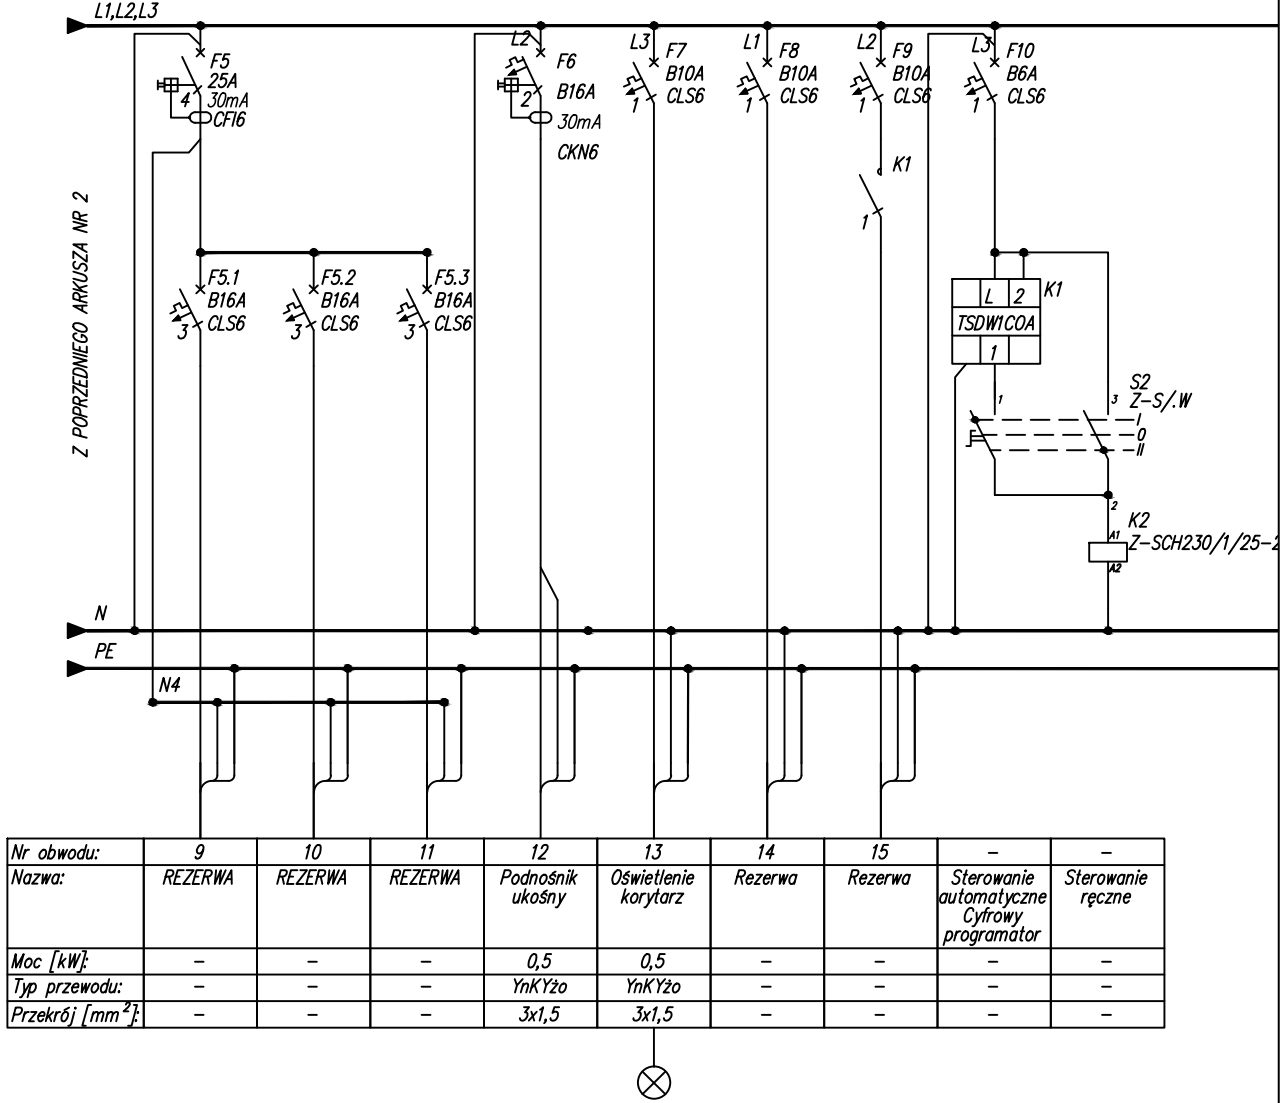 L1,L2,L3
F5
25A
4 30mA
CFI6
L2
F6
B16A
2
30mA
CKN6
L3 F7
B10A
CLS6
1
L1 F8
B10A
CLS6
1
L2 F9
B10A
CLS6
1
L3 F10
B6A
CLS6
1
K1
1
Z POPRZEDNIEGO ARKUSZA NR 2
F5.1
B16A
CLS6
3
F5.2
B16A
CLS6
3
F5.3
B16A
CLS6
3
L 2 K1
TSDW1COA
1
S2
Z-S/.W
1 3
I
0
II
2
K2
A1
Z-SCH230/1/25-2
A2
N
PE
N4
Nr obwodu: 9 10 11 12 13 14 15 - -
Nazwa: REZERWA REZERWA REZERWA Podnośnik Oświetlenie Rezerwa Rezerwa Sterowanie Sterowanie
ukośny korytarz automatyczne ręczne
Cyfrowy
programator
Moc [kW]: - - - 0,5 0,5 - - - -
Typ przewodu: - - - YnKYżo YnKYżo - - - -
Przekrój [mm²]: - - - 3x1,5 3x1,5 - - - -